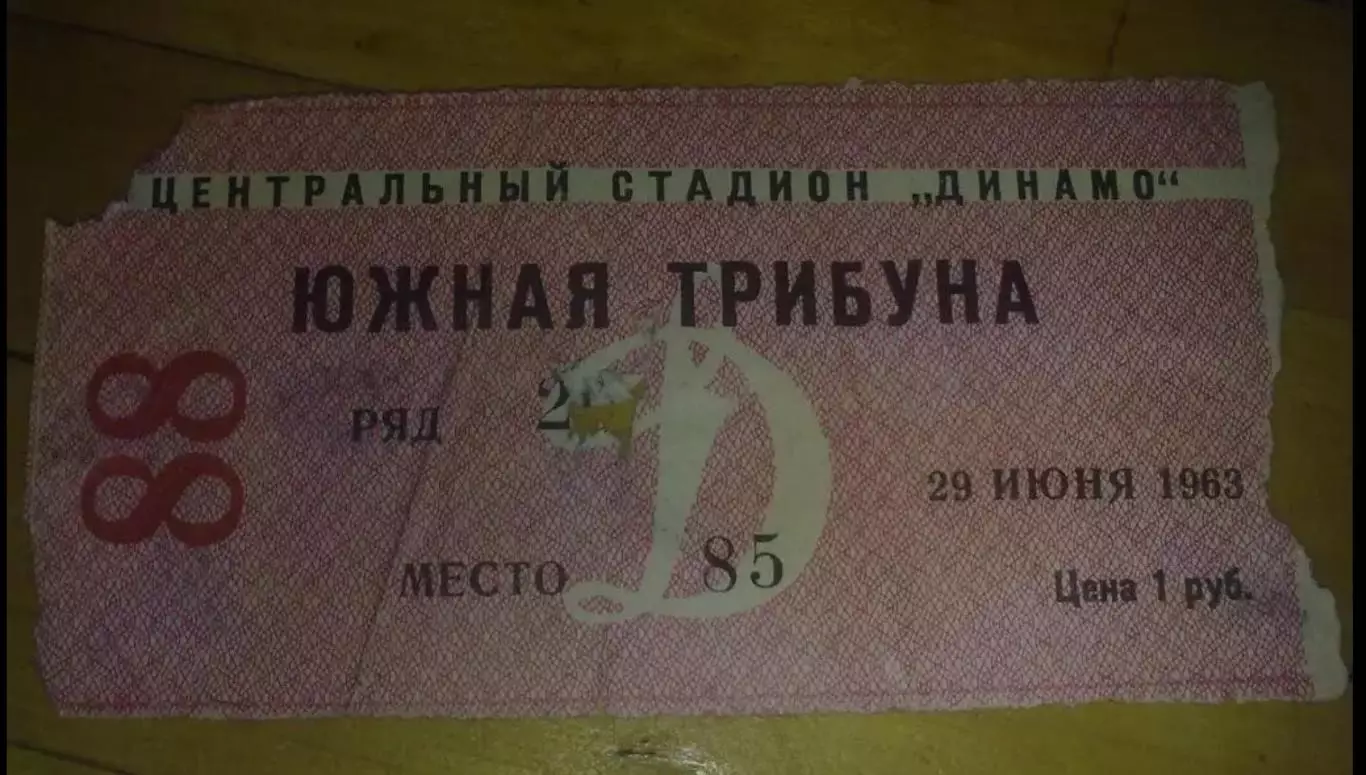 ЦЕНТРАЛЬНЫЙ СТАДИОН „ДИНАМО“
ЮЖНАЯ ТРИБУНА
88
РЯД
29 ИЮНЯ 1963
МЕСТО 85
Цена 1 руб.